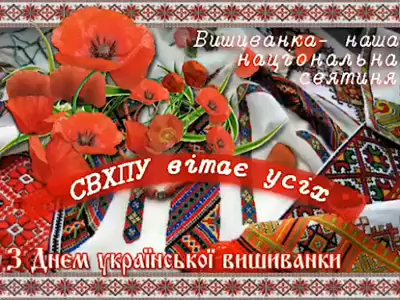 Вишиванка- наша
національна
святиня
СВХПУ вітає усіх
З Днем української вишиванки